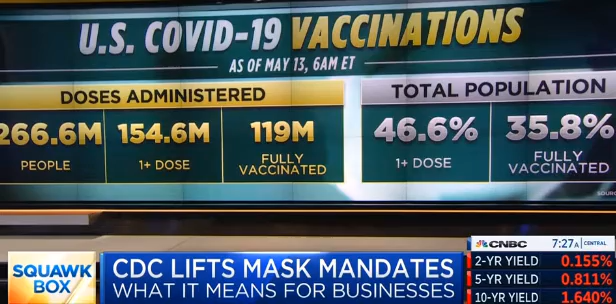 U.S. COVID-19 VACCINATIONS
AS OF MAY 13, 6AM ET
DOSES ADMINISTERED
TOTAL POPULATION
266.6M 154.6M 119M 46.6% 35.8%
PEOPLE 1+ DOSE FULLY VACCINATED 1+ DOSE FULLY VACCINATED
SQUAWK BOX
CDC LIFTS MASK MANDATES
WHAT IT MEANS FOR BUSINESSES
CNBC 7:27A CENTRAL
2-YR YIELD 0.155%
5-YR YIELD 0.811%
10-YR YIELD 1.640%